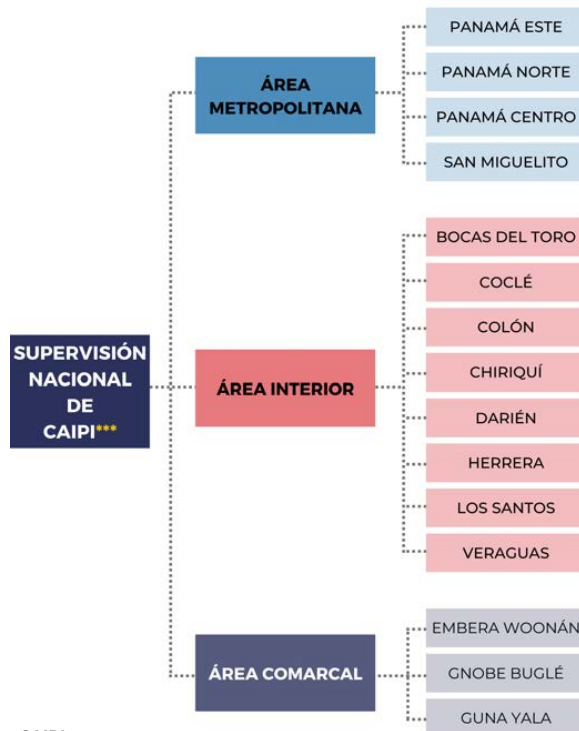 SUPERVISIÓN
NACIONAL
DE
CAIPI***
ÁREA
METROPOLITANA
PANAMÁ ESTE
PANAMÁ NORTE
PANAMÁ CENTRO
SAN MIGUELITO
ÁREA INTERIOR
BOCAS DEL TORO
COCLÉ
COLÓN
CHIRIQUÍ
DARIÉN
HERRERA
LOS SANTOS
VERAGUAS
ÁREA COMARCAL
EMBERA WOONÁN
GNOBE BUGLÉ
GUNA YALA